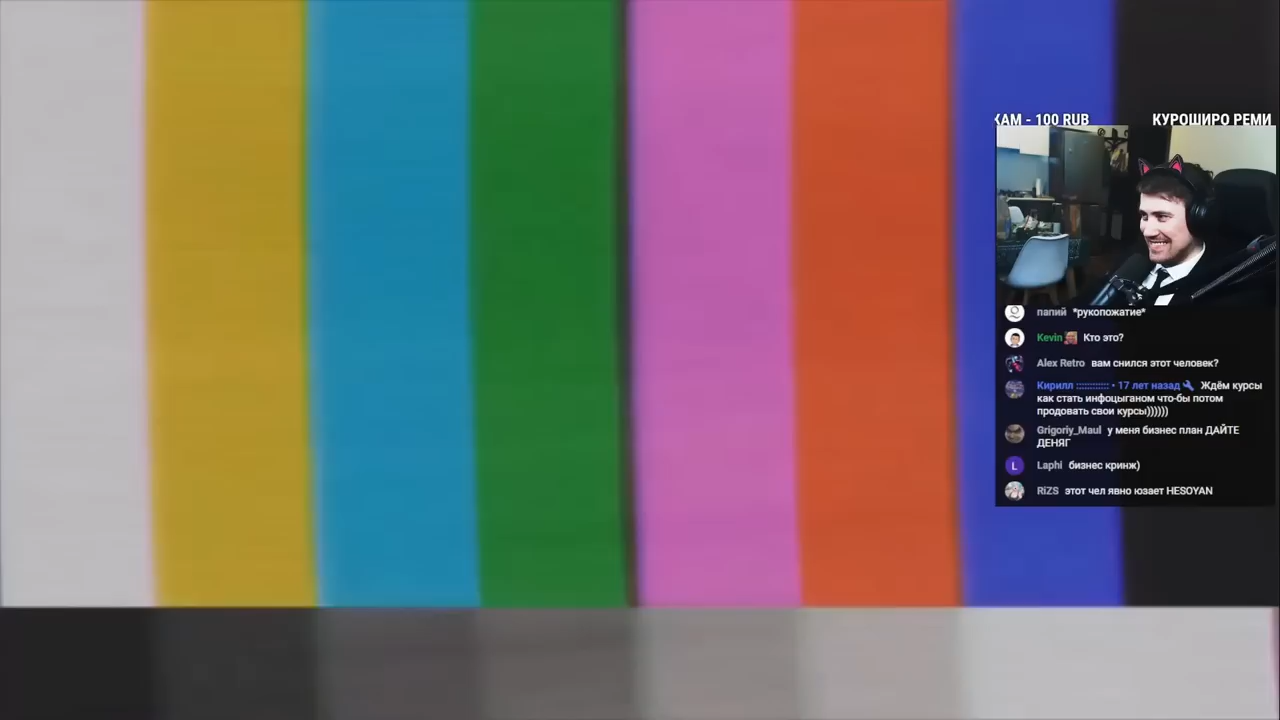 КАМ - 100 RUB КУРОШИРО РЕМИ
папий *рукопожатие*
Kevin Кто это?
Alex Retro вам снился этот человек?
Кирилл :::::::::::: • 17 лет назад Ждём курсы
как стать инфоцыганом что-бы потом
продовать свои курсы))))))
Grigoriy_Maul у меня бизнес план ДАЙТЕ
ДЕНЯГ
L
Laphi бизнес кринж)
RiZS этот чел явно юзает HESOYAN